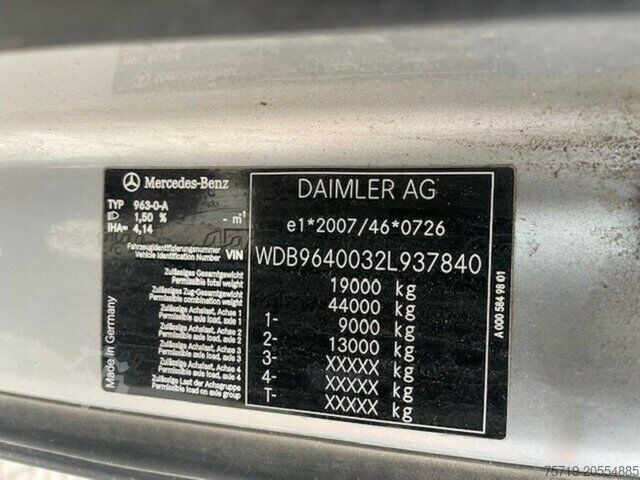 Mercedes-Benz
TYP 963-0-A
1,50 % - m⁻¹
IHA= 4,14
Fahrzeugidentifizierungsnummer
Vehicle Identification Number VIN
Zulässiges Gesamtgewicht
Permissible total weight
Zulässiges Zug-Gesamtgewicht
Permissible combination weight
Zulässige Achslast, Achse 1
Permissible axle load, axle 1
Zulässige Achslast, Achse 2
Permissible axle load, axle 2
Zulässige Achslast, Achse 3
Permissible axle load, axle 3
Zulässige Achslast, Achse 4
Permissible axle load, axle 4
Zulässige Last der Achsgruppe
Permissible load on axle group
Made in Germany
DAIMLER AG
e1*2007/46*0726
WDB9640032L937840
19000 kg
44000 kg
1- 9000 kg
2- 13000 kg
3- XXXXX kg
4- XXXXX kg
T- XXXXX kg
A 000 584 98 01
75719-20554885